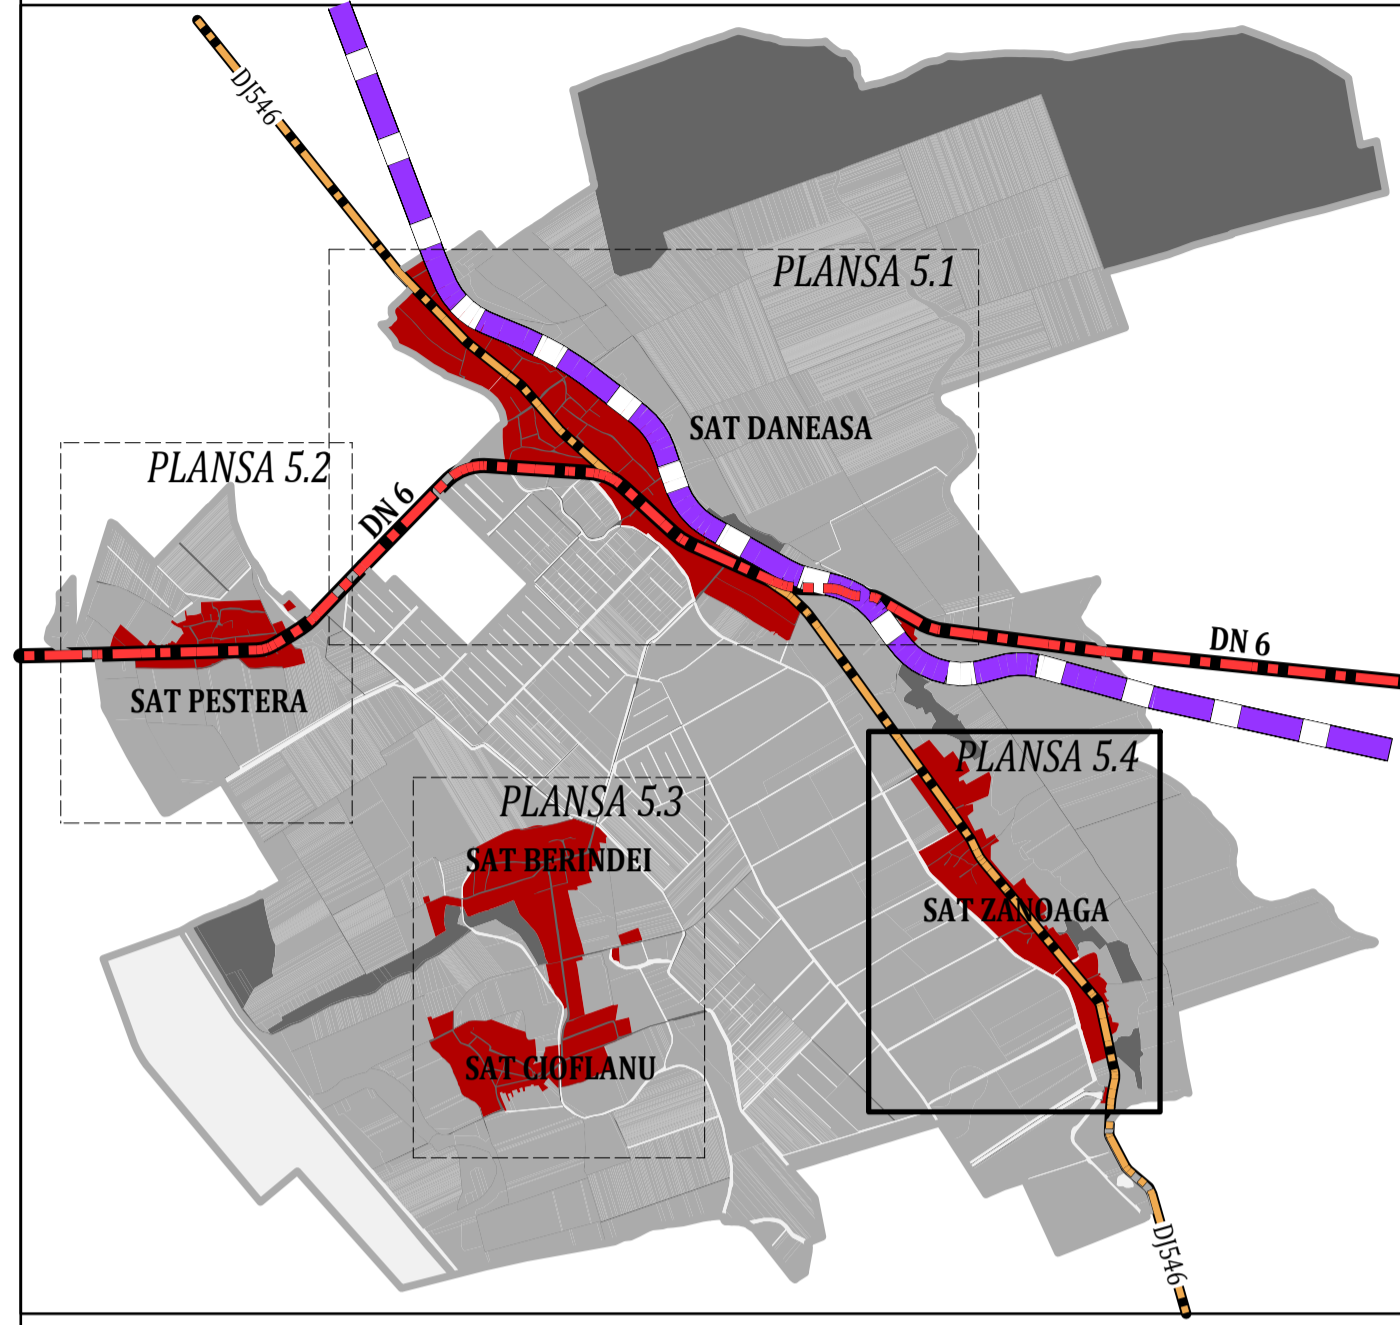 DJ546
PLANSA 5.1
SAT DANEASA
PLANSA 5.2
DN 6
DN 6
SAT PESTERA
PLANSA 5.4
PLANSA 5.3
SAT BERINDEI
SAT ZANOAGA
SAT CIOFLANU
DJ546